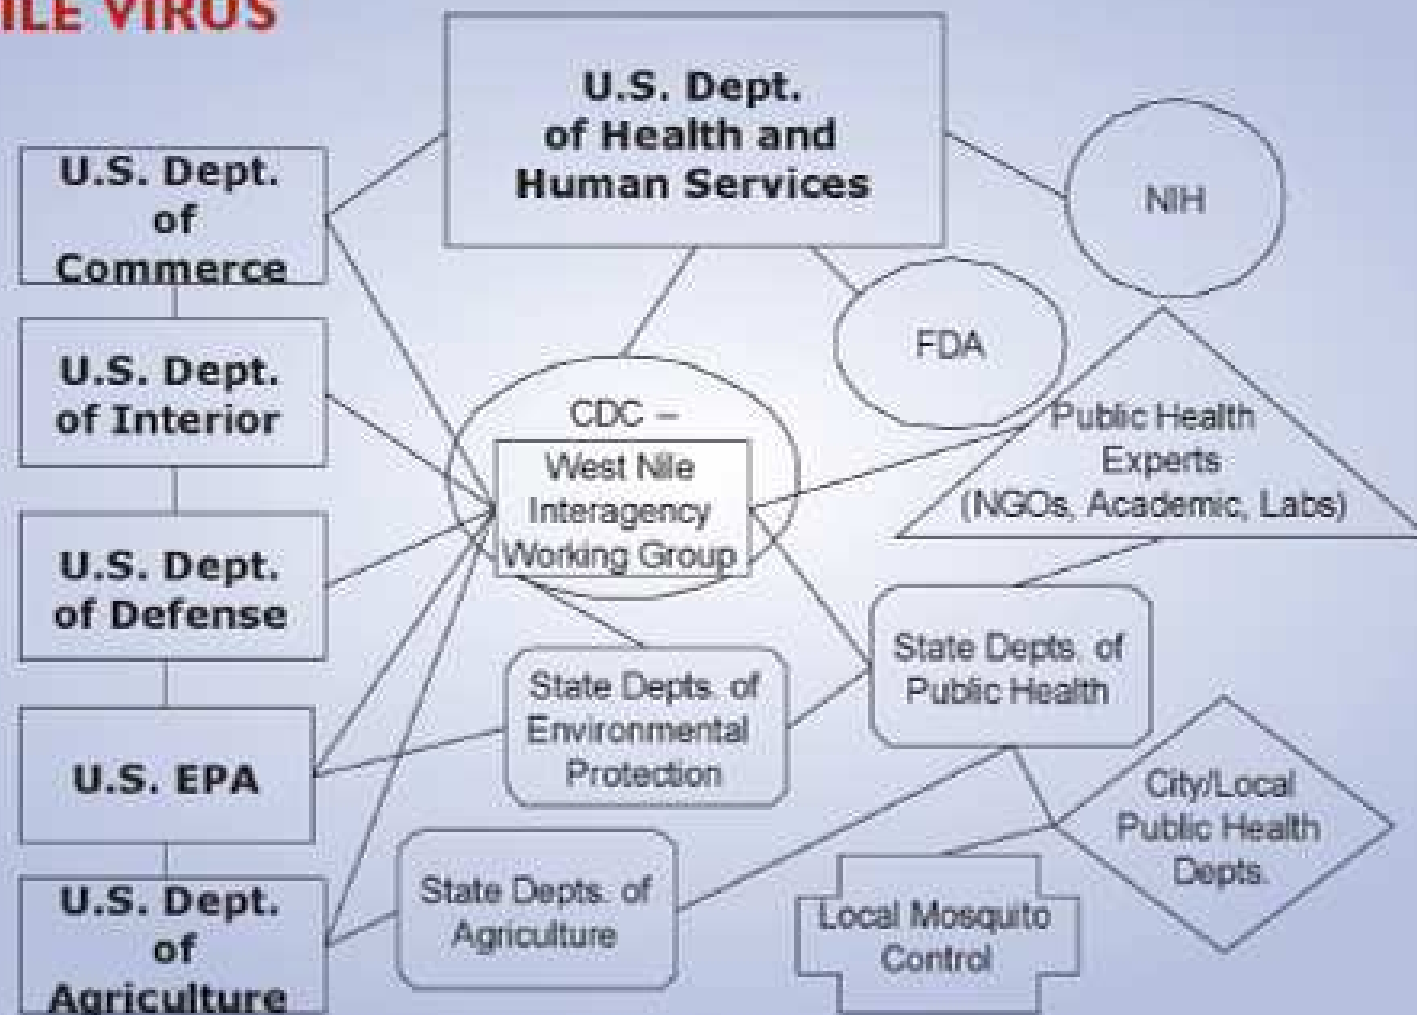 ILE VIRUS
U.S. Dept.
of Health and
Human Services
U.S. Dept.
of
Commerce
NIH
FDA
U.S. Dept.
of Interior
CDC –
West Nile
Interagency
Working Group
Public Health
Experts
(NGOs, Academic, Labs)
U.S. Dept.
of Defense
State Depts. of
Public Health
State Depts. of
Environmental
Protection
U.S. EPA
City/Local
Public Health
Depts.
State Depts. of
Agriculture
Local Mosquito
Control
U.S. Dept.
of
Agriculture